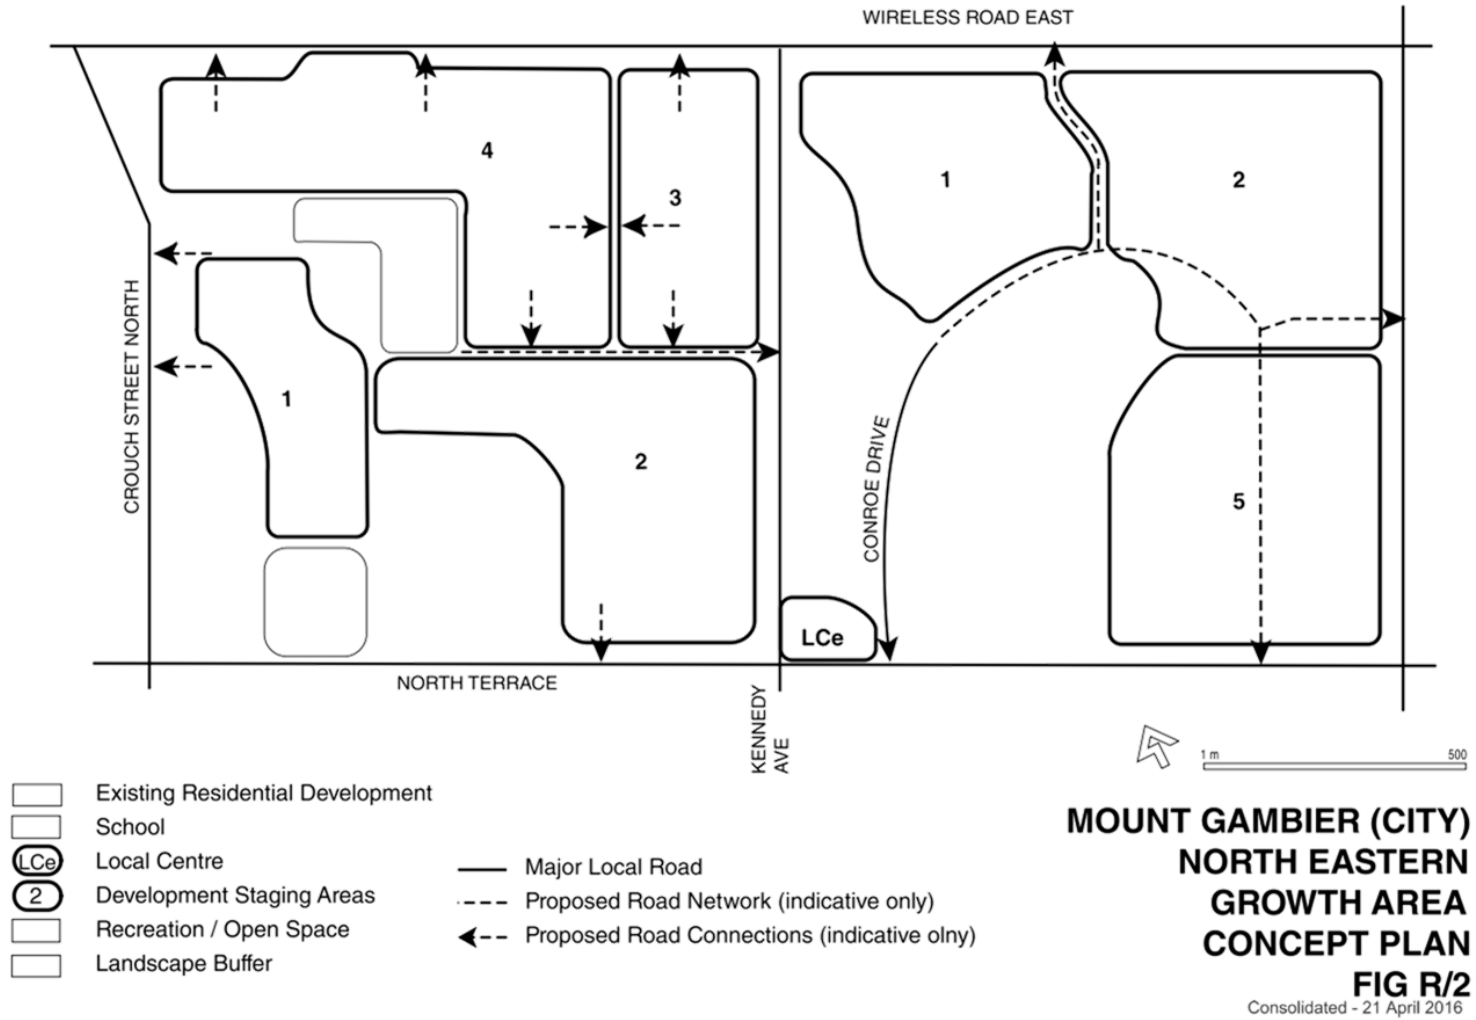 WIRELESS ROAD EAST
4
3
1
2
CROUCH STREET NORTH
1
2
CONROE DRIVE
5
LCe
NORTH TERRACE
KENNEDY
AVE
1 m 500
Existing Residential Development
School
LCe Local Centre
2 Development Staging Areas
Recreation / Open Space
Landscape Buffer
Major Local Road
Proposed Road Network (indicative only)
Proposed Road Connections (indicative olny)
MOUNT GAMBIER (CITY)
NORTH EASTERN
GROWTH AREA
CONCEPT PLAN
FIG R/2
Consolidated - 21 April 2016